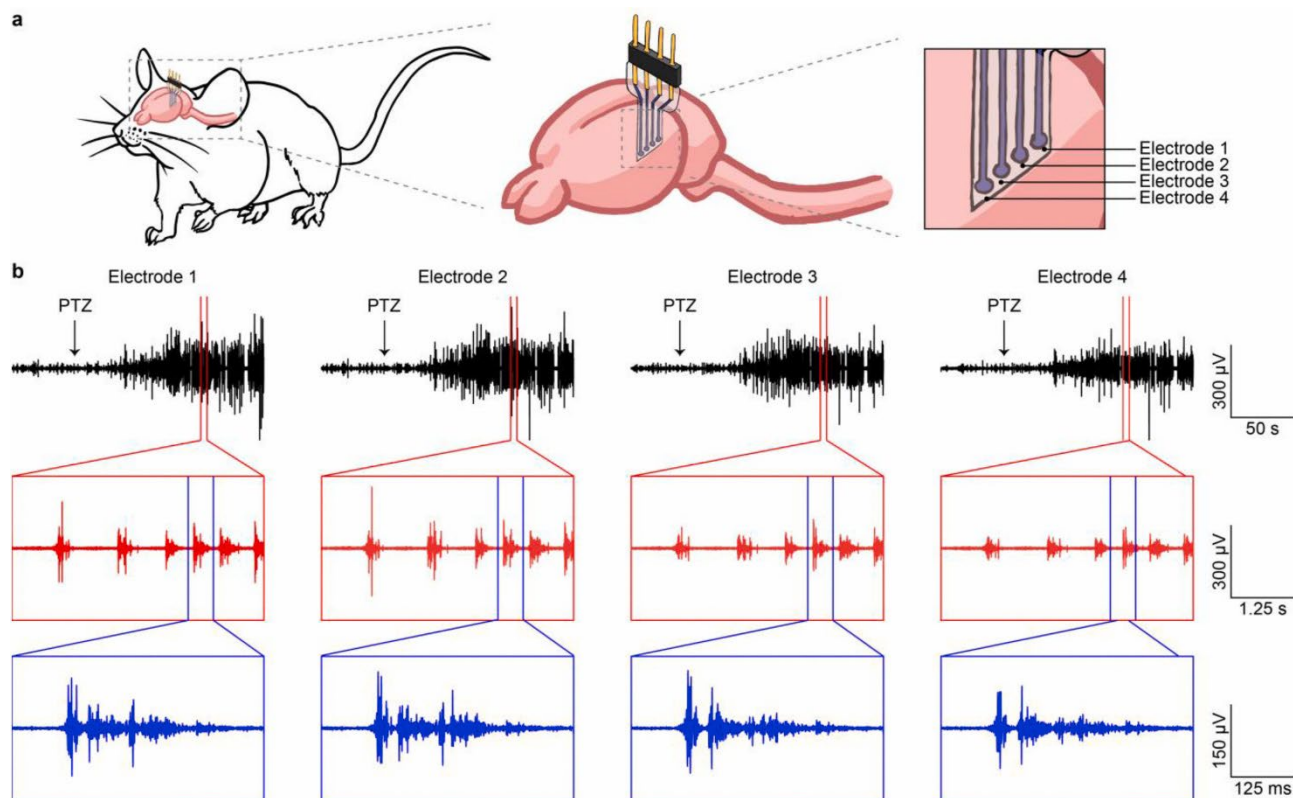 a
Electrode 1
Electrode 2
Electrode 3
Electrode 4
b
Electrode 1
Electrode 2
Electrode 3
Electrode 4
PTZ
PTZ
PTZ
PTZ
300 µV
50 s
300 µV
1.25 s
150 µV
125 ms